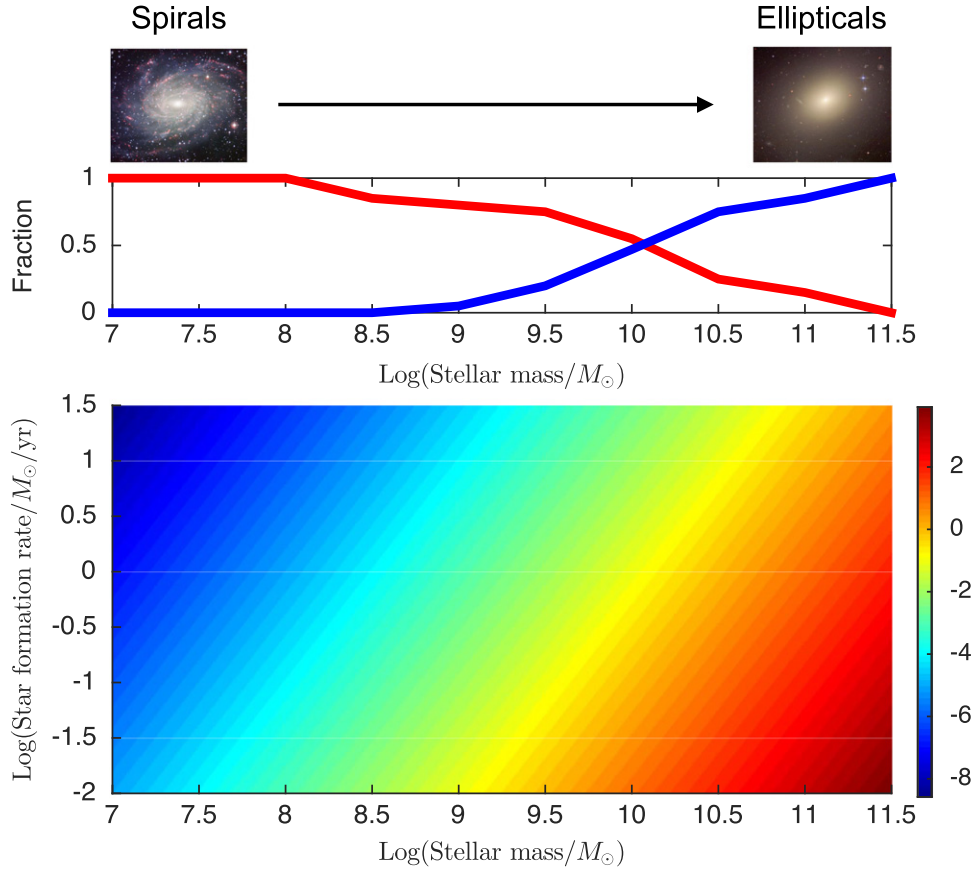 Spirals Ellipticals
1
0.5
0
Fraction
7 7.5 8 8.5 9 9.5 10 10.5 11 11.5
Log(Stellar mass/M⊙)
1.5
1
0.5
0
-0.5
-1
-1.5
-2
Log(Star formation rate/M⊙/yr)
7 7.5 8 8.5 9 9.5 10 10.5 11 11.5
Log(Stellar mass/M⊙)
2
0
-2
-4
-6
-8